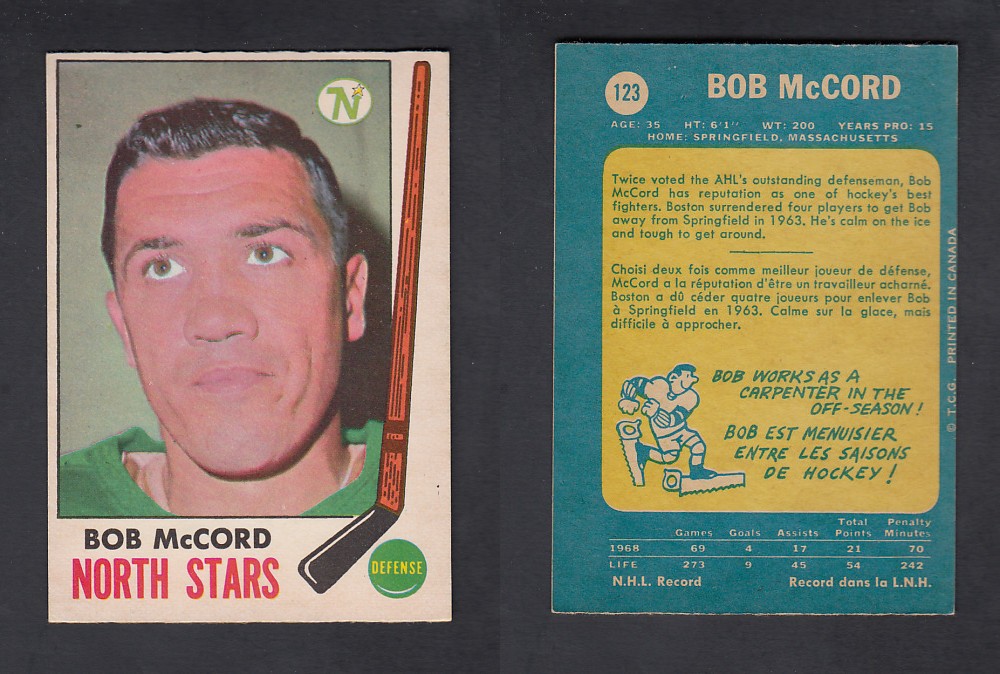 N
BOB McCORD
NORTH STARS
DEFENSE
123
BOB McCORD
AGE: 35 HT: 6'1" WT: 200 YEARS PRO: 15
HOME: SPRINGFIELD, MASSACHUSETTS
Twice voted the AHL's outstanding defenseman, Bob
McCord has reputation as one of hockey's best
fighters. Boston surrendered four players to get Bob
away from Springfield in 1963. He's calm on the ice
and tough to get around.
Choisi deux fois comme meilleur joueur de défense,
McCord a la réputation d'être un travailleur acharné.
Boston a dû céder quatre joueurs pour enlever Bob
à Springfield en 1963. Calme sur la glace, mais
difficile à approcher.
BOB WORKS AS A
CARPENTER IN THE
OFF-SEASON!
BOB EST MENUISIER
ENTRE LES SAISONS
DE HOCKEY!
Games Goals Assists Total Points Penalty Minutes
1968 69 4 17 21 70
LIFE 273 9 45 54 242
N.H.L. Record Record dans la L.N.H.
© T.C.G. PRINTED IN CANADA